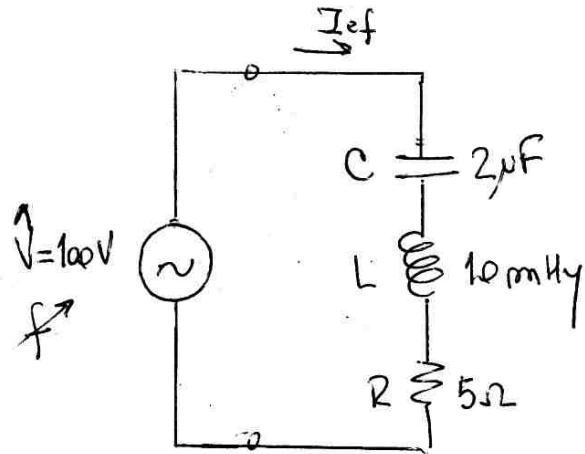 Ief
C 2µF
V̂=100V
L 10mHy
f
R 5Ω